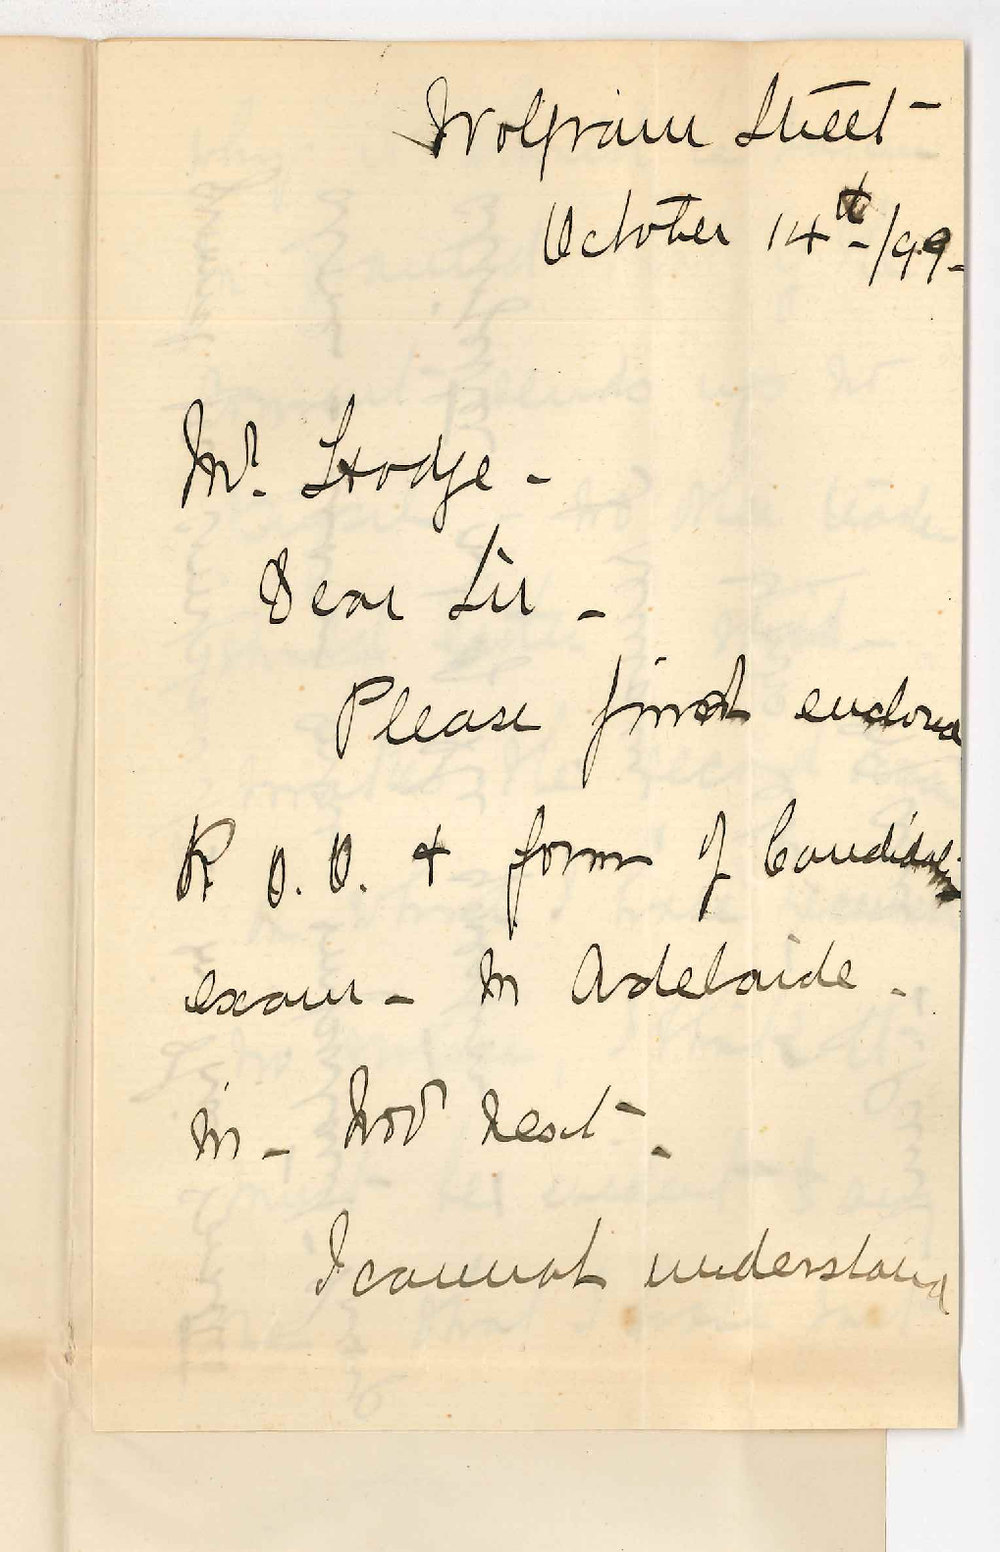 Wolfram Street
October 14th/99-
Mr. Hodge -
Dear Sir -
Please find enclosed
P. O. O. & form of Candidate
exam - in Adelaide -
in - Novr next -
I cannot understand